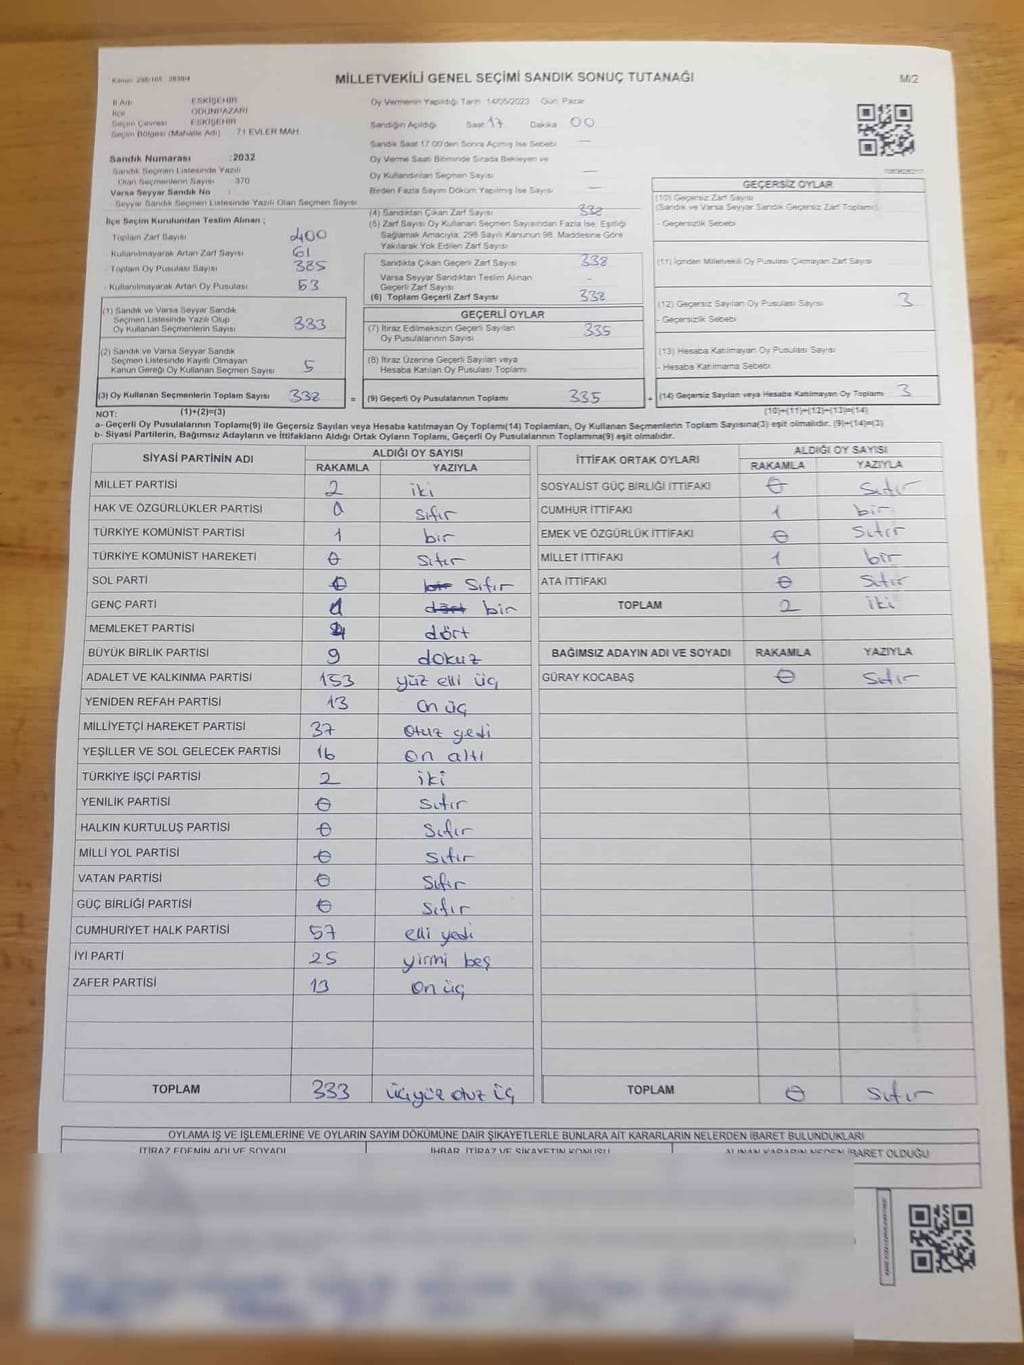 Kanun: 298/105 2839/4
MİLLETVEKİLİ GENEL SEÇİMİ SANDIK SONUÇ TUTANAĞI
M/2
İl Adı ESKİŞEHİR
İlçe ODUNPAZARI
Seçim Çevresi ESKİŞEHİR
Seçim Bölgesi (Mahalle Adı) 71 EVLER MAH.
Sandık Numarası : 2032
Sandık Seçmen Listesinde Yazılı
Olan Seçmenlerin Sayısı 370
Varsa Seyyar Sandık No :
Seyyar Sandık Seçmen Listesinde Yazılı Olan Seçmen Sayısı
Oy Vermenin Yapıldığı Tarih 14/05/2023 Gün: Pazar
Sandığın Açıldığı Saat 17 Dakika 00
Sandık Saat 17:00'den Sonra Açılmış İse Sebebi —
Oy Verme Saati Bitiminde Sırada Bekleyen ve
Oy Kullandırılan Seçmen Sayısı —
Birden Fazla Sayım Döküm Yapılmış İse Sayısı —
İlçe Seçim Kurulundan Teslim Alınan ;
Toplam Zarf Sayısı 400
- Kullanılmayarak Artan Zarf Sayısı 61
- Toplam Oy Pusulası Sayısı 385
- Kullanılmayarak Artan Oy Pusulası 53
(1) Sandık ve Varsa Seyyar Sandık
Seçmen Listesinde Yazılı Olup
Oy Kullanan Seçmenlerin Sayısı 333
(2) Sandık ve Varsa Seyyar Sandık
Seçmen Listesinde Kayıtlı Olmayan
Kanun Gereği Oy Kullanan Seçmen Sayısı 5
(3) Oy Kullanan Seçmenlerin Toplam Sayısı 338 =
(1)+(2)=(3)
(4) Sandıktan Çıkan Zarf Sayısı 338
(5) Zarf Sayısı Oy Kullanan Seçmen Sayısından Fazla İse, Eşitliği
Sağlamak Amacıyla, 298 Sayılı Kanunun 98. Maddesine Göre
Yakılarak Yok Edilen Zarf Sayısı
Sandıkta Çıkan Geçerli Zarf Sayısı 338
Varsa Seyyar Sandıktan Teslim Alınan
Geçerli Zarf Sayısı -
(6) Toplam Geçerli Zarf Sayısı 338
GEÇERLİ OYLAR
(7) İtiraz Edilmeksizin Geçerli Sayılan
Oy Pusulalarının Sayısı 335
(8) İtiraz Üzerine Geçerli Sayılan veya
Hesaba Katılan Oy Pusulası Toplamı
(9) Geçerli Oy Pusulalarının Toplamı 335 +
GEÇERSİZ OYLAR
(10) Geçersiz Zarf Sayısı
(Sandık ve Varsa Seyyar Sandık Geçersiz Zarf Toplamı)
- Geçersizlik Sebebi
(11) İçinden Milletvekili Oy Pusulası Çıkmayan Zarf Sayısı
(12) Geçersiz Sayılan Oy Pusulası Sayısı 3
- Geçersizlik Sebebi
(13) Hesaba Katılmayan Oy Pusulası Sayısı
- Hesaba Katılmama Sebebi
(14) Geçersiz Sayılan veya Hesaba Katılmayan Oy Toplamı 3
(10)+(11)+(12)+(13)=(14)
NOT:
a- Geçerli Oy Pusulalarının Toplamı(9) ile Geçersiz Sayılan veya Hesaba Katılmayan Oy Toplamı(14) Toplamları, Oy Kullanan Seçmenlerin Toplam Sayısına(3) eşit olmalıdır. (9)+(14)=(3)
b- Siyasi Partilerin, Bağımsız Adayların ve İttifakların Aldığı Ortak Oyların Toplamı, Geçerli Oy Pusulalarının Toplamına(9) eşit olmalıdır.
SİYASİ PARTİNİN ADI ALDIĞI OY SAYISI
RAKAMLA YAZIYLA
MİLLET PARTİSİ 2 iki
HAK VE ÖZGÜRLÜKLER PARTİSİ 0 sıfır
TÜRKİYE KOMÜNİST PARTİSİ 1 bir
TÜRKİYE KOMÜNİST HAREKETİ 0 sıfır
SOL PARTİ 0 bir sıfır
GENÇ PARTİ 1 dört bir
MEMLEKET PARTİSİ 4 dört
BÜYÜK BİRLİK PARTİSİ 9 dokuz
ADALET VE KALKINMA PARTİSİ 153 yüz elli üç
YENİDEN REFAH PARTİSİ 13 on üç
MİLLİYETÇİ HAREKET PARTİSİ 37 otuz yedi
YEŞİLLER VE SOL GELECEK PARTİSİ 16 on altı
TÜRKİYE İŞÇİ PARTİSİ 2 iki
YENİLİK PARTİSİ 0 sıfır
HALKIN KURTULUŞ PARTİSİ 0 sıfır
MİLLİ YOL PARTİSİ 0 sıfır
VATAN PARTİSİ 0 sıfır
GÜÇ BİRLİĞİ PARTİSİ 0 sıfır
CUMHURİYET HALK PARTİSİ 57 elli yedi
İYİ PARTİ 25 yirmi beş
ZAFER PARTİSİ 13 on üç
TOPLAM 333 üçyüz otuz üç
İTTİFAK ORTAK OYLARI ALDIĞI OY SAYISI
RAKAMLA YAZIYLA
SOSYALİST GÜÇ BİRLİĞİ İTTİFAKI 0 sıfır
CUMHUR İTTİFAKI 1 bir
EMEK VE ÖZGÜRLÜK İTTİFAKI 0 sıfır
MİLLET İTTİFAKI 1 bir
ATA İTTİFAKI 0 sıfır
TOPLAM 2 iki
BAĞIMSIZ ADAYIN ADI VE SOYADI RAKAMLA YAZIYLA
GÜRAY KOCABAŞ 0 sıfır
TOPLAM 0 sıfır
OYLAMA İŞ VE İŞLEMLERİNE VE OYLARIN SAYIM DÖKÜMÜNE DAİR ŞİKAYETLERLE BUNLARA AİT KARARLARIN NELERDEN İBARET BULUNDUKLARI
İTİRAZ EDENİN ADI VE SOYADI İHBAR, İTİRAZ VE ŞİKAYETİN KONUSU ALINAN KARARIN NEDEN İBARET OLDUĞU